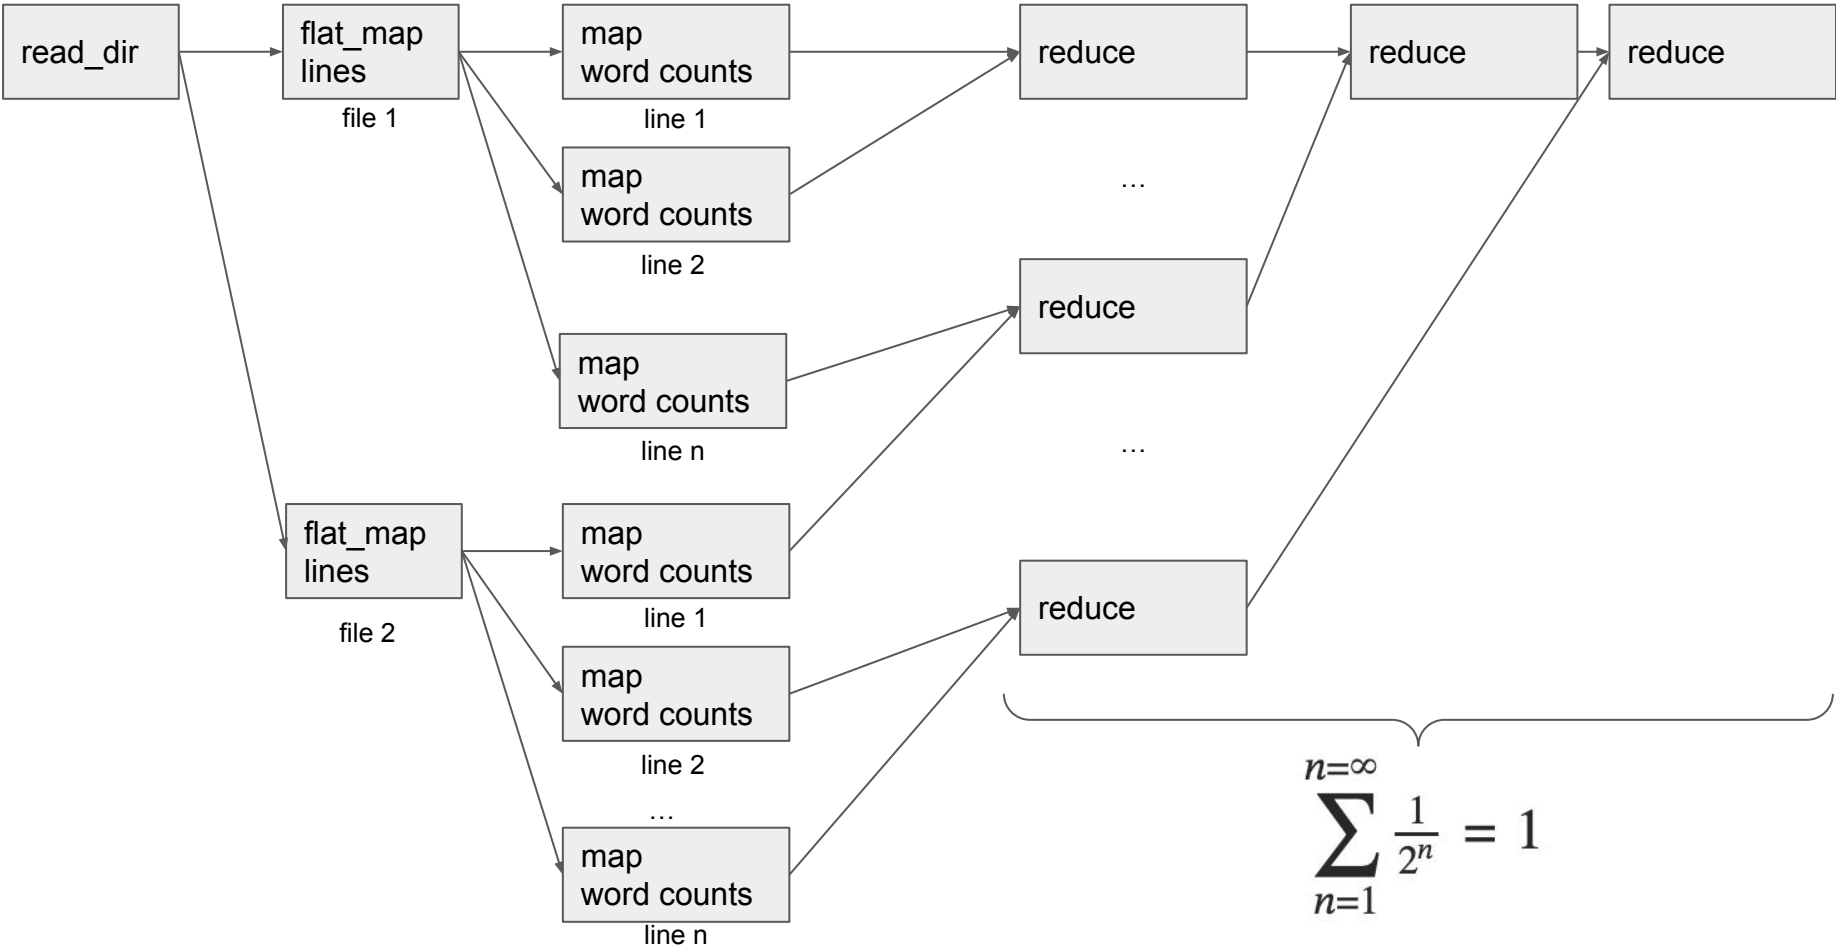 read_dir
flat_map
lines
file 1
map
word counts
line 1
map
word counts
line 2
map
word counts
line n
flat_map
lines
file 2
map
word counts
line 1
map
word counts
line 2
...
map
word counts
line n
reduce
...
reduce
...
reduce
reduce
reduce
n=∞
∑ 1/2ⁿ = 1
n=1